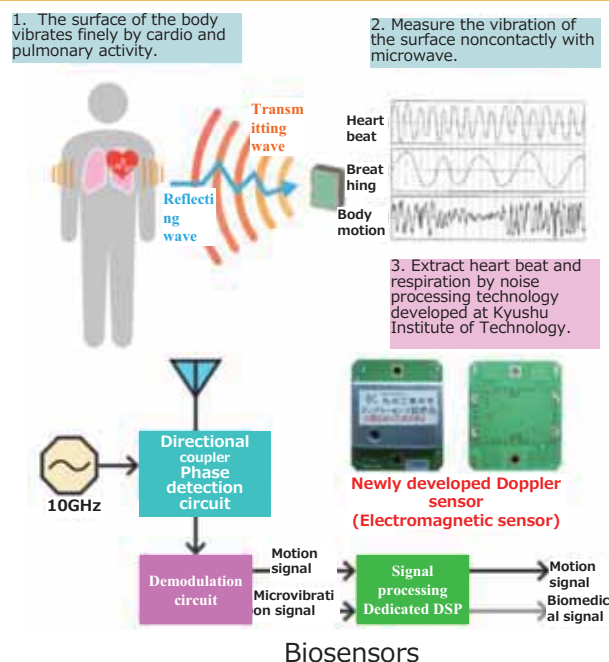 1. The surface of the body
vibrates finely by cardio and
pulmonary activity.
2. Measure the vibration of
the surface noncontactly with
microwave.
Transm
itting
wave
Reflecti
ng
wave
Heart
beat
Breat
hing
Body
motion
3. Extract heart beat and
respiration by noise
processing technology
developed at Kyushu
Institute of Technology.
10GHz
Directional
coupler
Phase
detection
circuit
Newly developed Doppler
sensor
(Electromagnetic sensor)
Demodulation
circuit
Motion
signal
Microvibrati
on signal
Signal
processing
Dedicated DSP
Motion
signal
Biomedic
al signal
Biosensors